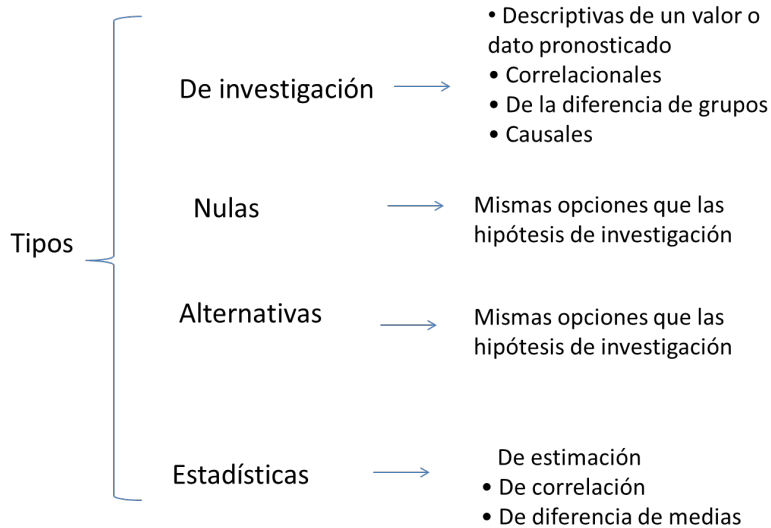 • Descriptivas de un valor o
dato pronosticado
De investigación
• Correlacionales
• De la diferencia de grupos
• Causales
Nulas
Mismas opciones que las
hipótesis de investigación
Tipos
Alternativas
Mismas opciones que las
hipótesis de investigación
Estadísticas
De estimación
• De correlación
• De diferencia de medias